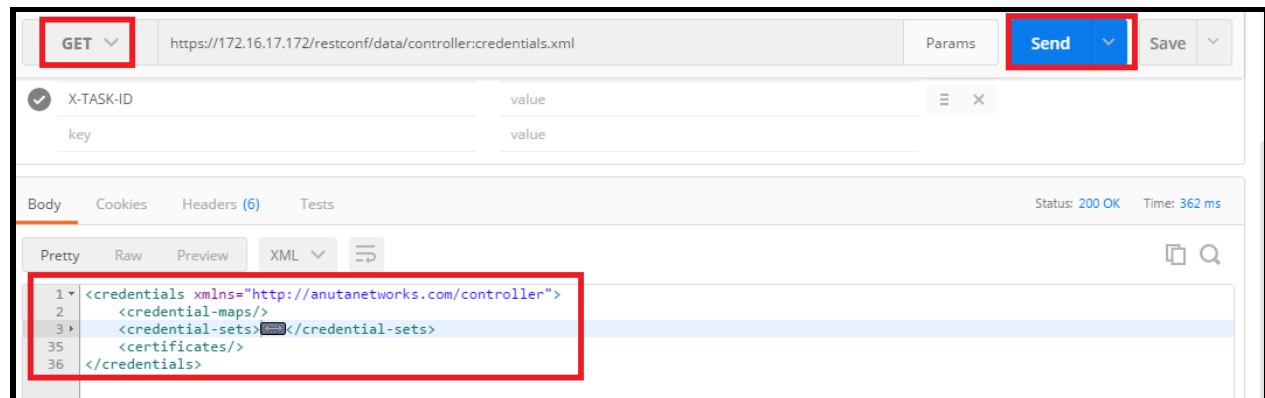 GET https://172.16.17.172/restconf/data/controller:credentials.xml Params Send Save
X-TASK-ID value
key value
Body Cookies Headers (6) Tests Status: 200 OK Time: 362 ms
Pretty Raw Preview XML
1 <credentials xmlns="http://anutanetworks.com/controller">
2 <credential-maps/>
3 <credential-sets></credential-sets>
35 <certificates/>
36 </credentials>